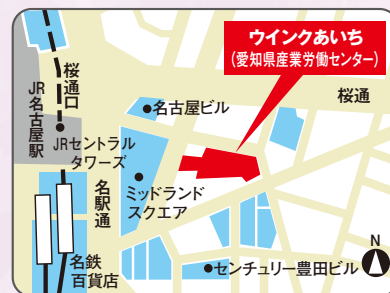 ウインクあいち
(愛知県産業労働センター)
桜通
桜通口
JR
名古屋駅
JRセントラル
タワーズ
●名古屋ビル
名駅通
ミッドランド
スクエア
名鉄
百貨店
●センチュリー豊田ビル
N